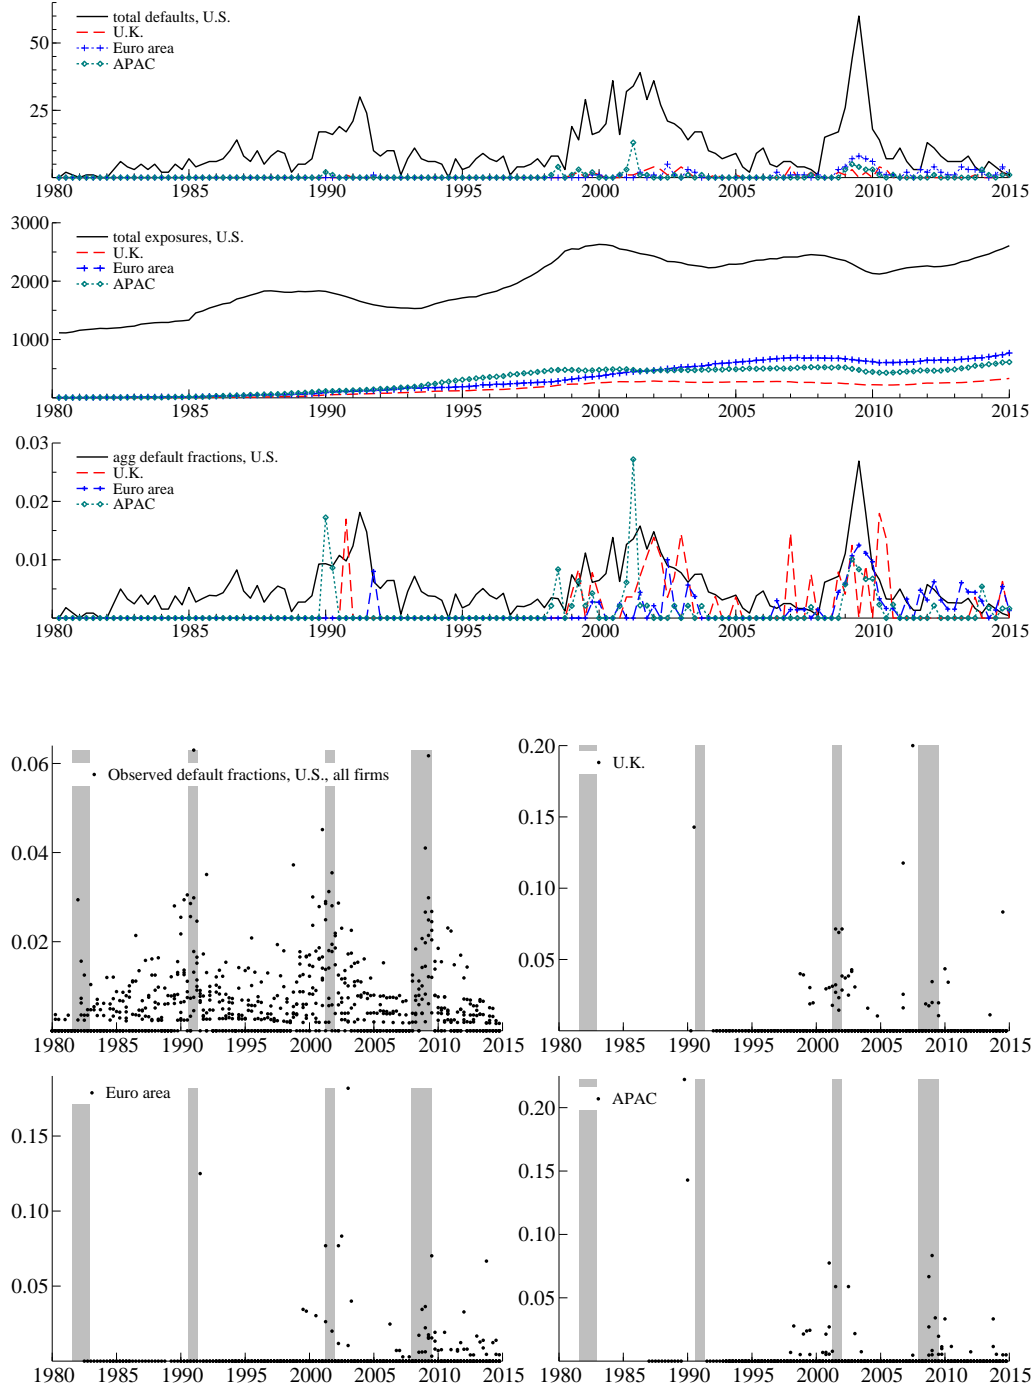 total defaults, U.S.
U.K.
Euro area
APAC
50
25
1980 1985 1990 1995 2000 2005 2010 2015
3000
total exposures, U.S.
U.K.
Euro area
APAC
2000
1000
1980 1985 1990 1995 2000 2005 2010 2015
0.03
agg default fractions, U.S.
U.K.
Euro area
APAC
0.02
0.01
1980 1985 1990 1995 2000 2005 2010 2015
0.06
Observed default fractions, U.S., all firms
0.04
0.02
1980 1985 1990 1995 2000 2005 2010 2015
0.20
U.K.
0.15
0.10
0.05
1980 1985 1990 1995 2000 2005 2010 2015
Euro area
0.15
0.10
0.05
1980 1985 1990 1995 2000 2005 2010 2015
APAC
0.20
0.15
0.10
0.05
1980 1985 1990 1995 2000 2005 2010 2015